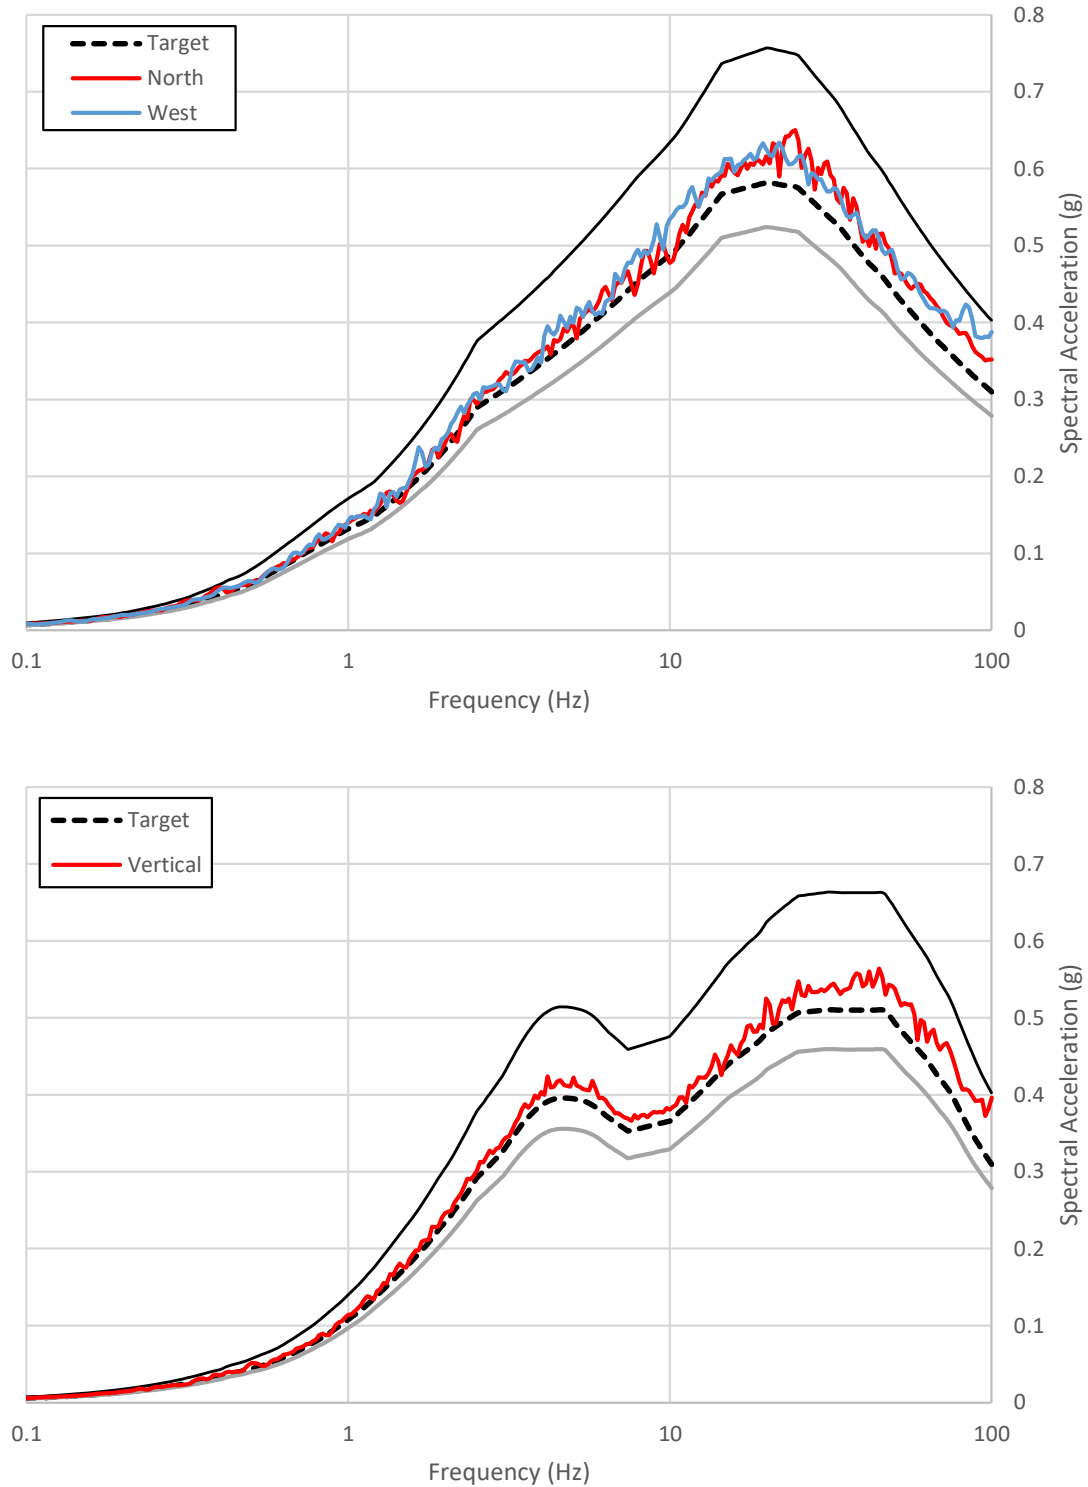 Target
North
West
0.8
0.7
0.6
0.5
0.4
0.3
0.2
0.1
0
Spectral Acceleration (g)
0.1 1 10 100
Frequency (Hz)
Target
Vertical
0.8
0.7
0.6
0.5
0.4
0.3
0.2
0.1
0
Spectral Acceleration (g)
0.1 1 10 100
Frequency (Hz)